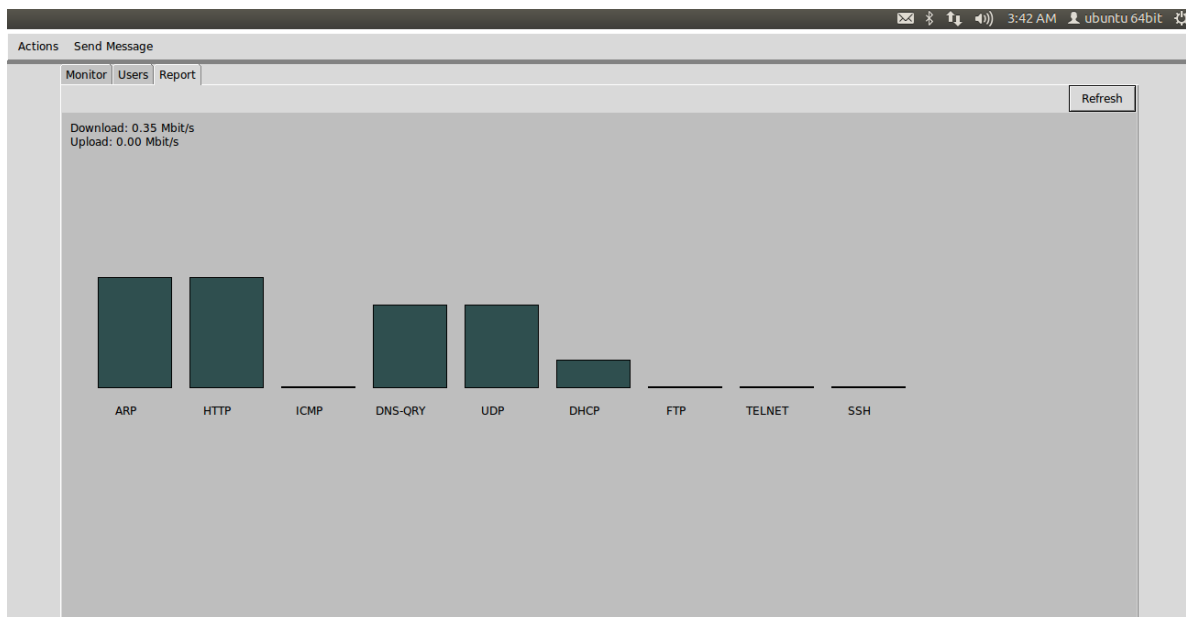 3:42 AM ubuntu 64bit
Actions Send Message
Monitor Users Report
Refresh
Download: 0.35 Mbit/s
Upload: 0.00 Mbit/s
ARP HTTP ICMP DNS-QRY UDP DHCP FTP TELNET SSH